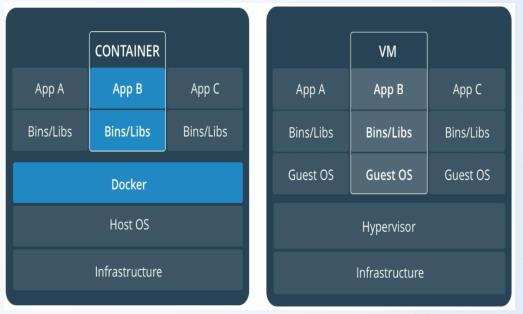 CONTAINER
App A App B App C
Bins/Libs Bins/Libs Bins/Libs
Docker
Host OS
Infrastructure
VM
App A App B App C
Bins/Libs Bins/Libs Bins/Libs
Guest OS Guest OS Guest OS
Hypervisor
Infrastructure